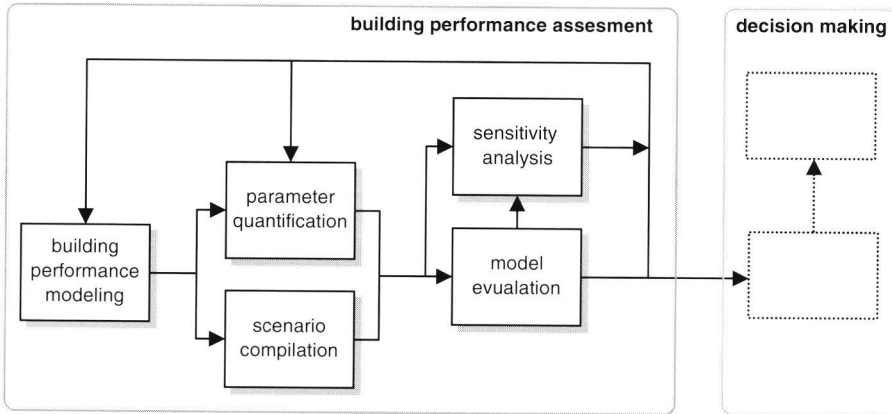 building performance assesment
decision making
sensitivity
analysis
parameter
quantification
building
performance
modeling
model
evualation
scenario
compilation